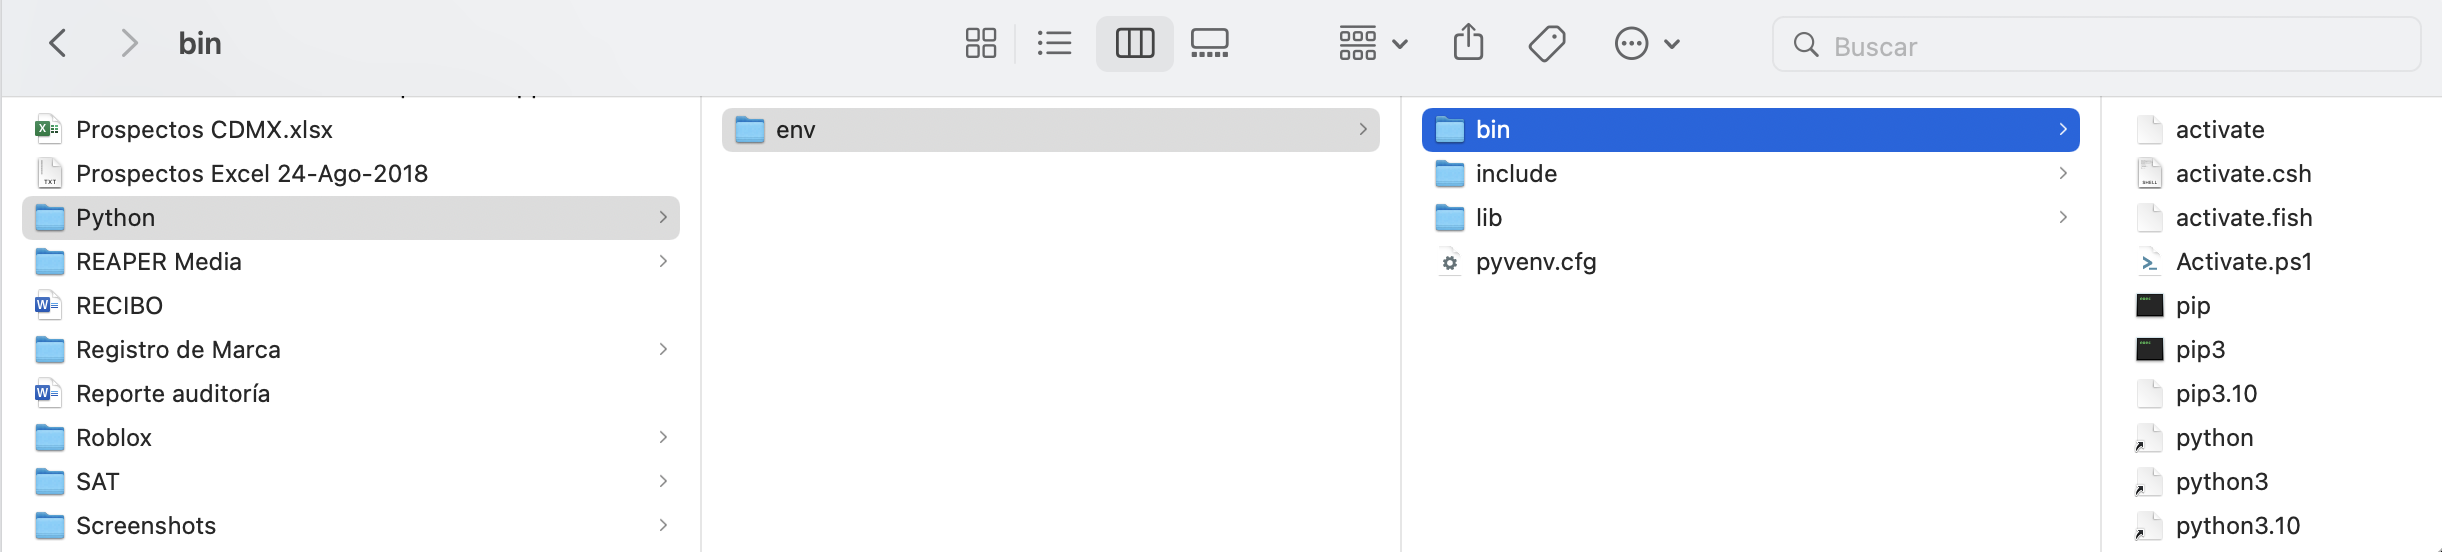 bin
Buscar
Prospectos CDMX.xlsx
Prospectos Excel 24-Ago-2018
Python
REAPER Media
RECIBO
Registro de Marca
Reporte auditoría
Roblox
SAT
Screenshots
env
bin
include
lib
pyvenv.cfg
activate
activate.csh
activate.fish
Activate.ps1
pip
pip3
pip3.10
python
python3
python3.10